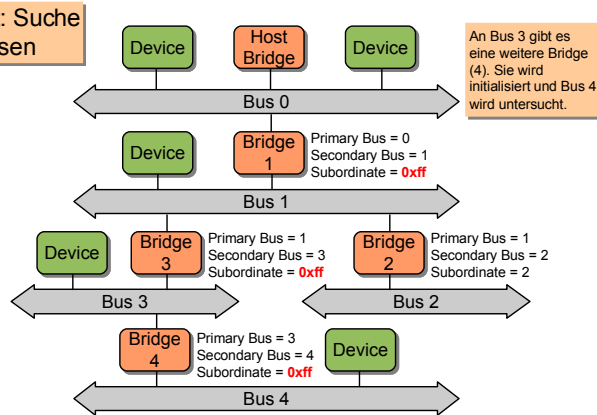 : Suche
sen
Device
Host
Bridge
Device
An Bus 3 gibt es
eine weitere Bridge
(4). Sie wird
initialisiert und Bus 4
wird untersucht.
Bus 0
Device
Bridge
1
Primary Bus = 0
Secondary Bus = 1
Subordinate = 0xff
Bus 1
Device
Bridge
3
Primary Bus = 1
Secondary Bus = 3
Subordinate = 0xff
Bridge
2
Primary Bus = 1
Secondary Bus = 2
Subordinate = 2
Bus 3
Bus 2
Bridge
4
Primary Bus = 3
Secondary Bus = 4
Subordinate = 0xff
Device
Bus 4